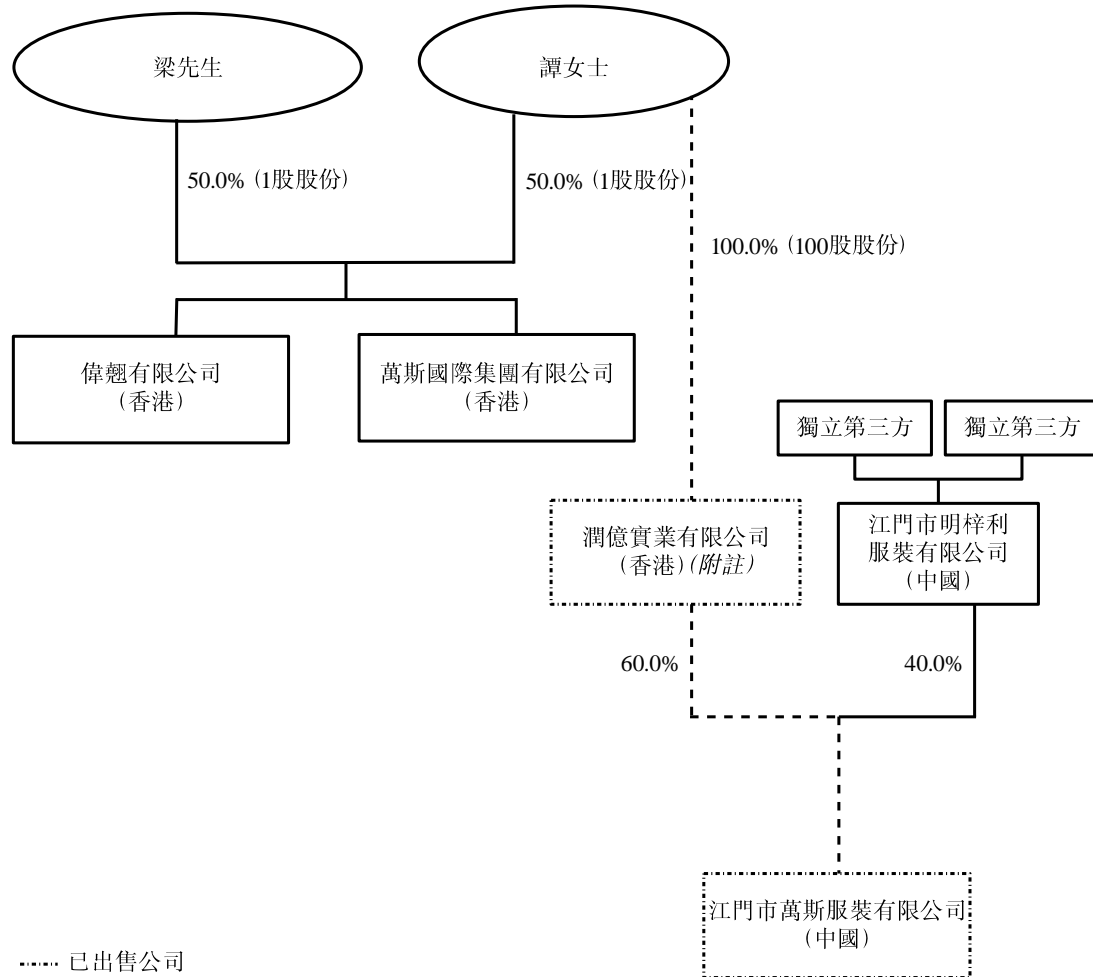 梁先生
譚女士
50.0% (1股股份)
50.0% (1股股份)
100.0% (100股股份)
偉翹有限公司
(香港)
萬斯國際集團有限公司
(香港)
獨立第三方
獨立第三方
潤億實業有限公司
(香港)(附註)
江門市明梓利
服裝有限公司
(中國)
60.0%
40.0%
江門市萬斯服裝有限公司
(中國)
已出售公司